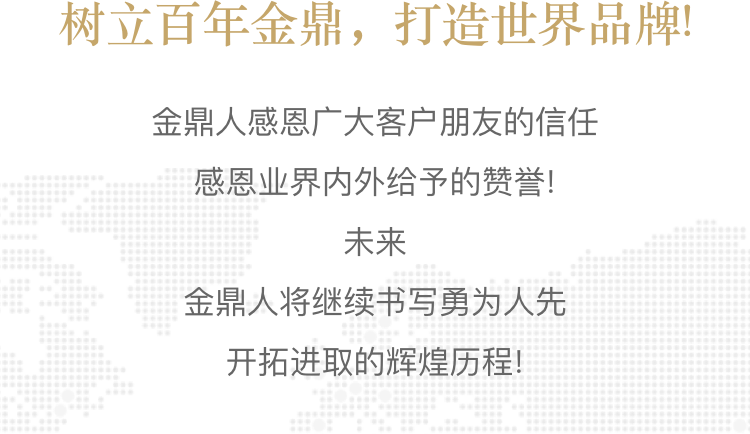 树立百年金鼎，打造世界品牌!
金鼎人感恩广大客户朋友的信任
感恩业界内外给予的赞誉!
未来
金鼎人将继续书写勇为人先
开拓进取的辉煌历程!